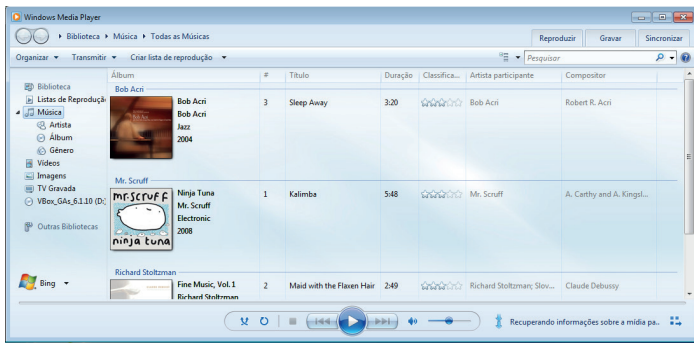 Windows Media Player
Biblioteca Música Todas as Músicas
Reproduzir Gravar Sincronizar
Organizar Transmitir Criar lista de reprodução
Pesquisar
Álbum # Título Duração Classifica... Artista participante Compositor
Biblioteca
Listas de Reproduçã
Música
Artista
Álbum
Gênero
Vídeos
Imagens
TV Gravada
VBox_GAs_6.1.10 (D:)
Outras Bibliotecas
Bing
Bob Acri
Bob Acri 3 Sleep Away 3:20 Bob Acri Robert R. Acri
Bob Acri
Jazz
2004
Mr. Scruff
mr.scruff
ninja tuna
Ninja Tuna 1 Kalimba 5:48 Mr. Scruff A. Carthy and A. Kingsl...
Mr. Scruff
Electronic
2008
Richard Stoltzman
Fine Music, Vol. 1 2 Maid with the Flaxen Hair 2:49 Richard Stoltzman; Slov... Claude Debussy
Richard Stoltzman
Recuperando informações sobre a mídia pa..